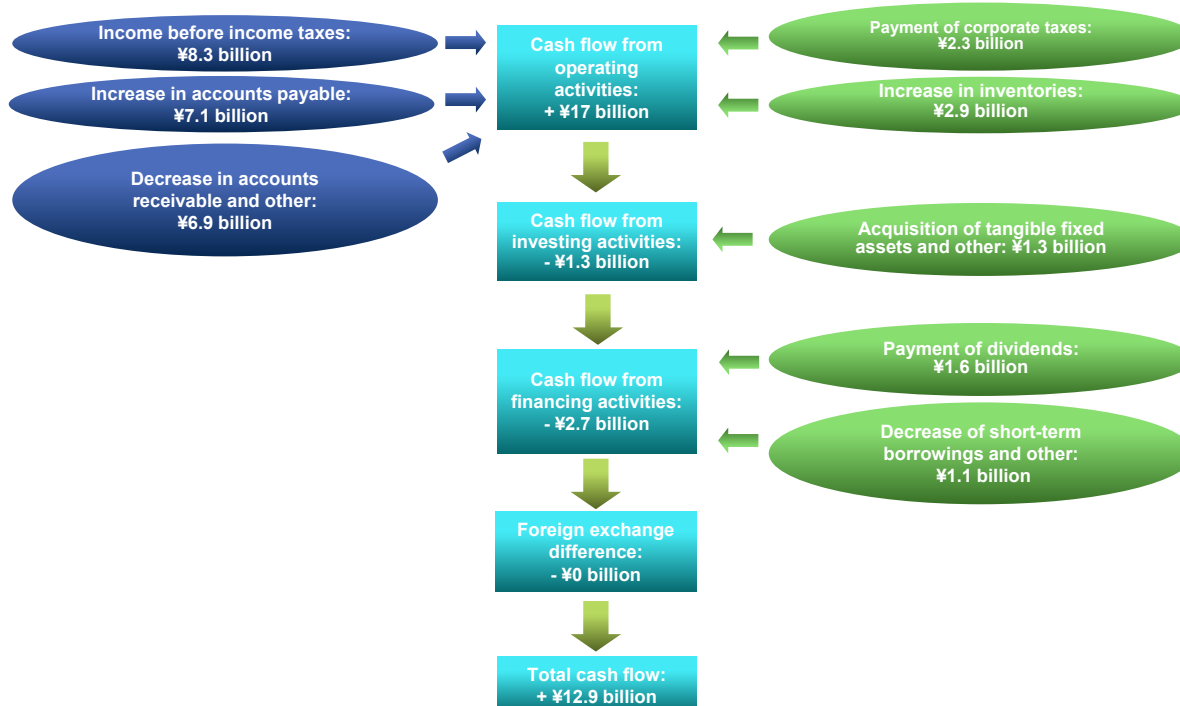 Income before income taxes:
¥8.3 billion
Increase in accounts payable:
¥7.1 billion
Decrease in accounts
receivable and other:
¥6.9 billion
Cash flow from
operating
activities:
+ ¥17 billion
Payment of corporate taxes:
¥2.3 billion
Increase in inventories:
¥2.9 billion
Cash flow from
investing activities:
- ¥1.3 billion
Acquisition of tangible fixed
assets and other: ¥1.3 billion
Cash flow from
financing activities:
- ¥2.7 billion
Payment of dividends:
¥1.6 billion
Decrease of short-term
borrowings and other:
¥1.1 billion
Foreign exchange
difference:
- ¥0 billion
Total cash flow:
+ ¥12.9 billion